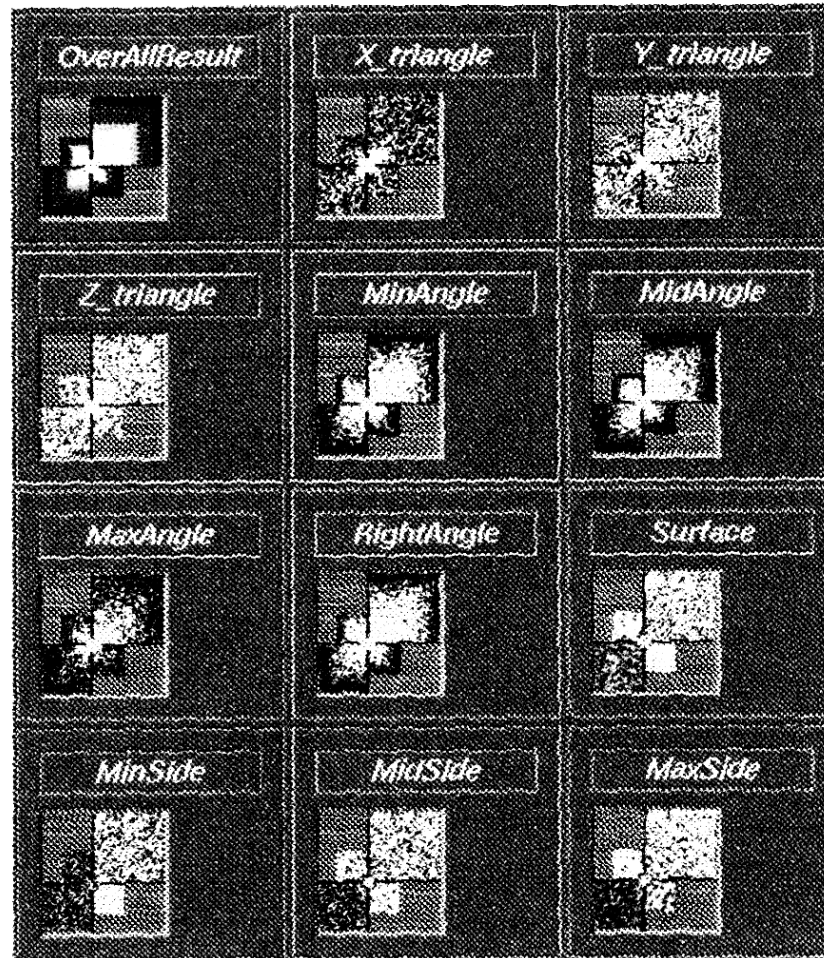 OverAllResult
X_triangle
Y_triangle
Z_triangle
MinAngle
MidAngle
MaxAngle
RightAngle
Surface
MinSide
MidSide
MaxSide